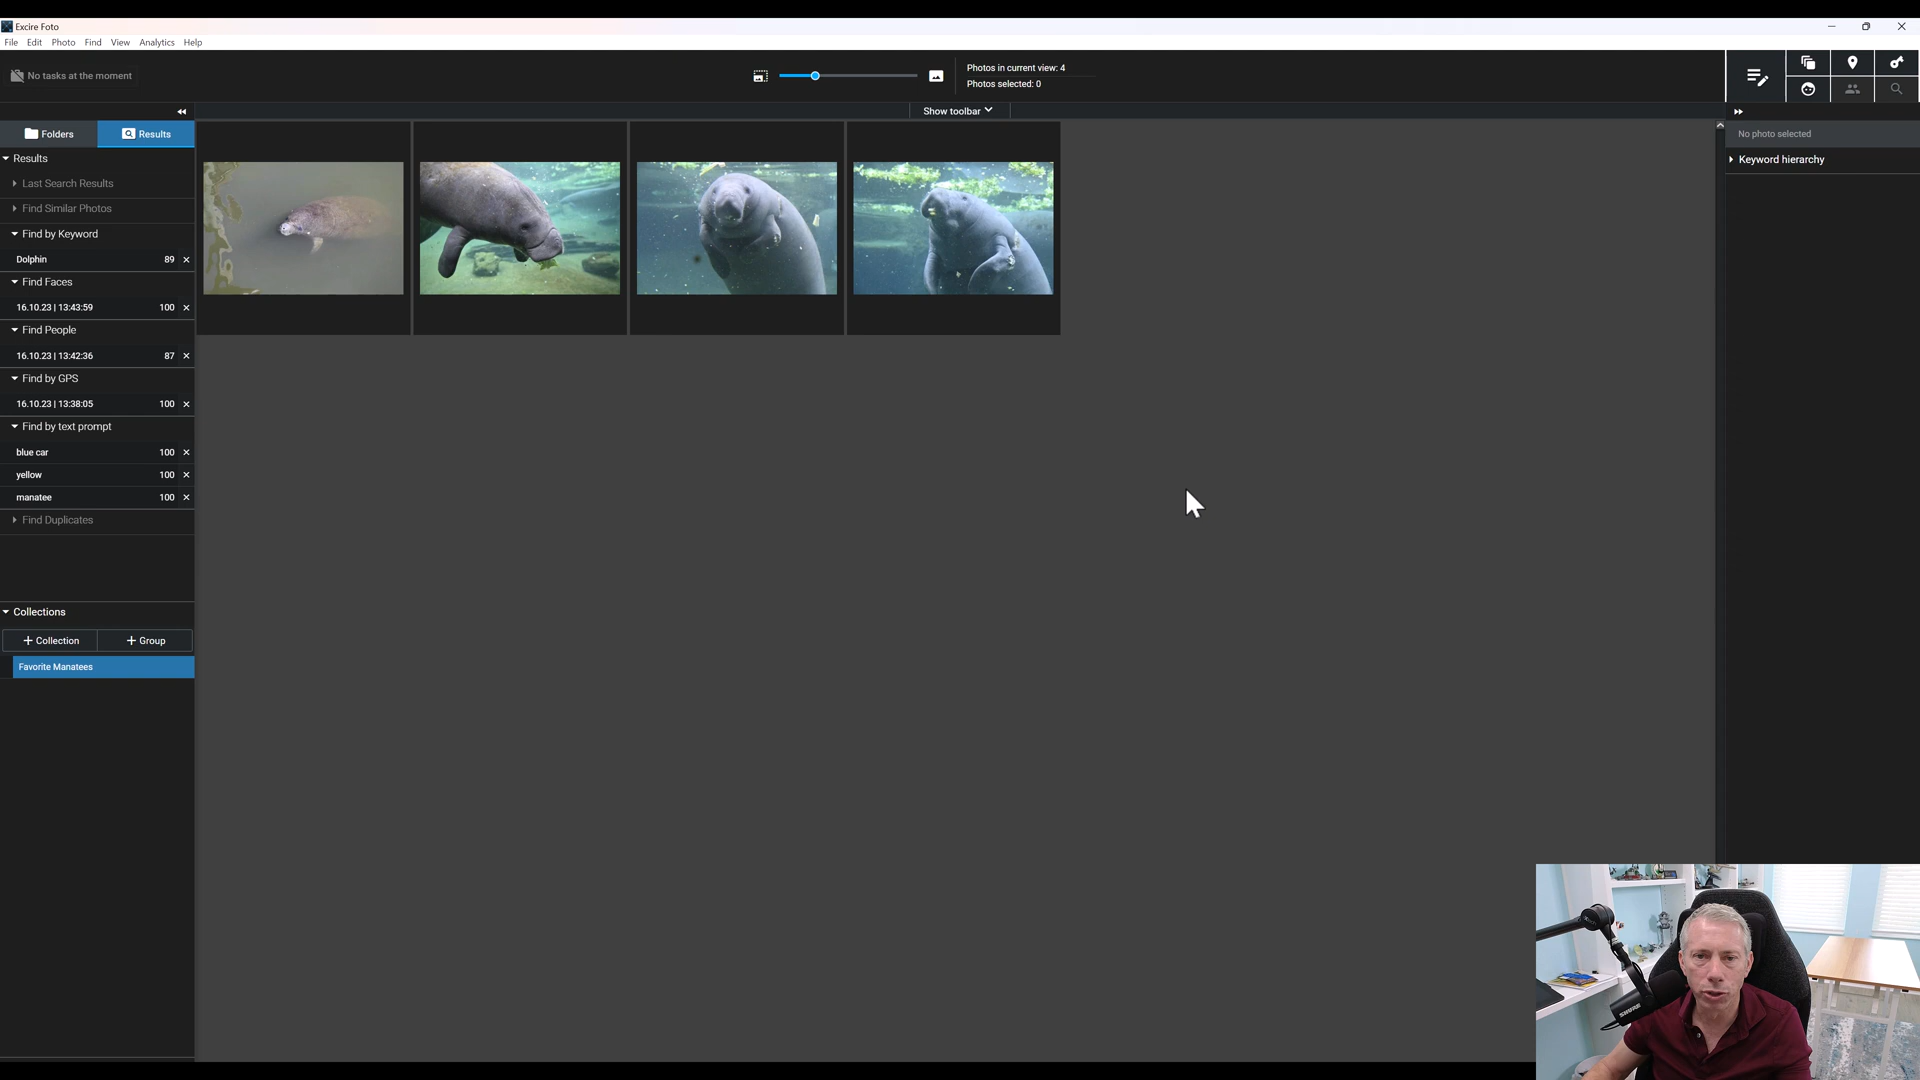 Excire Foto
File Edit Photo Find View Analytics Help
No tasks at the moment
Photos in current view: 4
Photos selected: 0
Show toolbar
Folders Results
No photo selected
Results
Keyword hierarchy
Last Search Results
Find Similar Photos
Find by Keyword
Dolphin 89
Find Faces
16.10.23 | 13:43:59 100
Find People
16.10.23 | 13:42:36 87
Find by GPS
16.10.23 | 13:38:05 100
Find by text prompt
blue car 100
yellow 100
manatee 100
Find Duplicates
Collections
+ Collection + Group
Favorite Manatees
SHURE